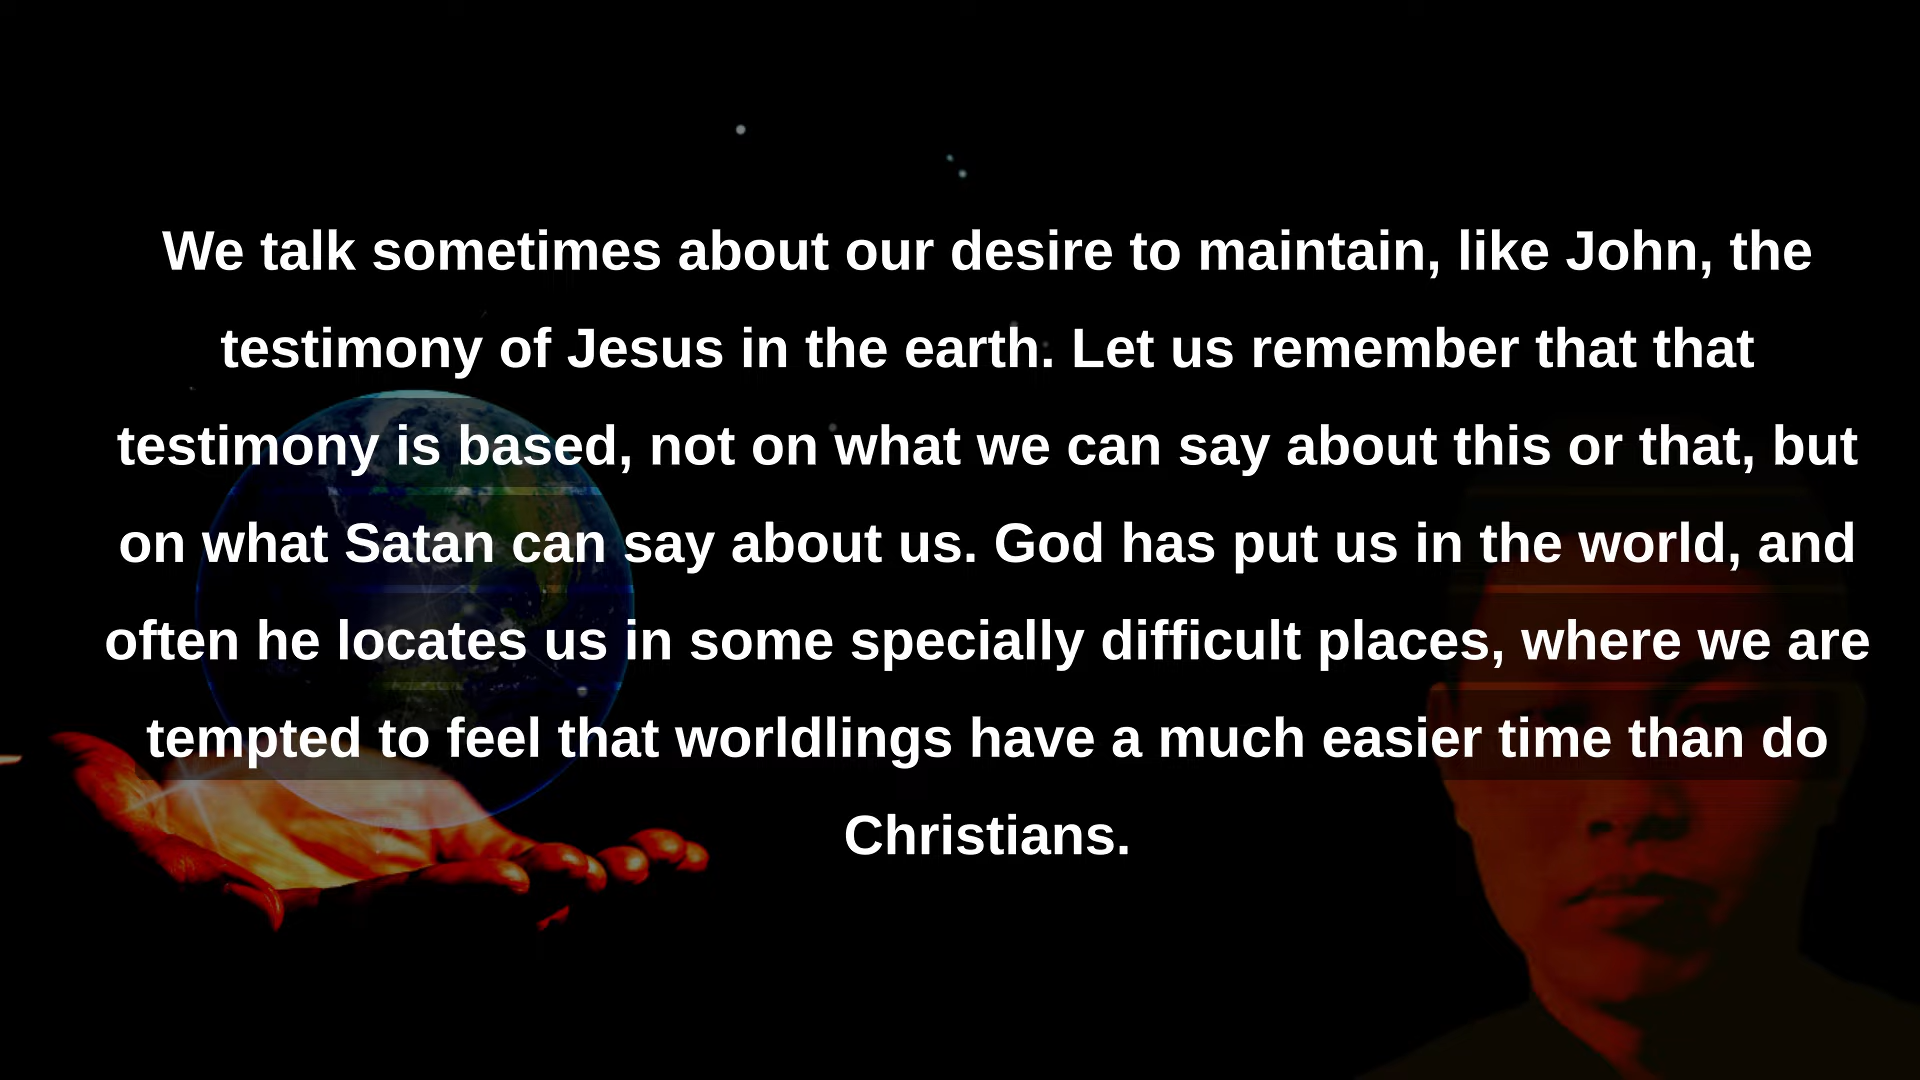 We talk sometimes about our desire to maintain, like John, the
testimony of Jesus in the earth. Let us remember that that
testimony is based, not on what we can say about this or that, but
on what Satan can say about us. God has put us in the world, and
often he locates us in some specially difficult places, where we are
tempted to feel that worldlings have a much easier time than do
Christians.